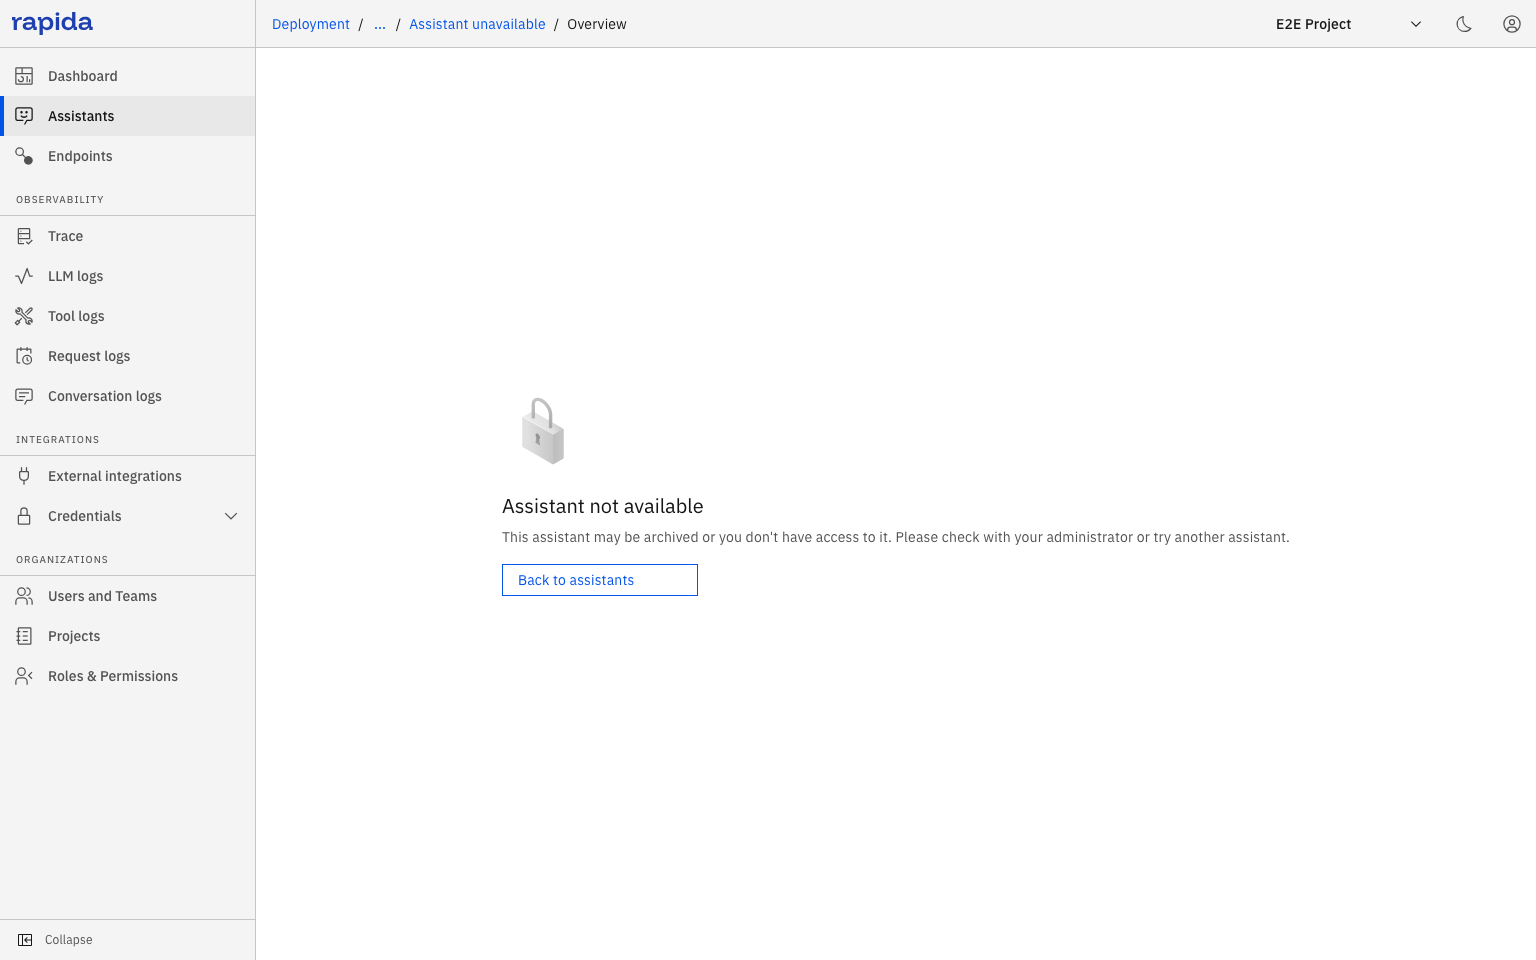 rapida
Deployment / ... / Assistant unavailable / Overview
E2E Project
Dashboard
Assistants
Endpoints
OBSERVABILITY
Trace
LLM logs
Tool logs
Request logs
Conversation logs
INTEGRATIONS
External integrations
Credentials
ORGANIZATIONS
Users and Teams
Projects
Roles & Permissions
Collapse
Assistant not available
This assistant may be archived or you don't have access to it. Please check with your administrator or try another assistant.
Back to assistants